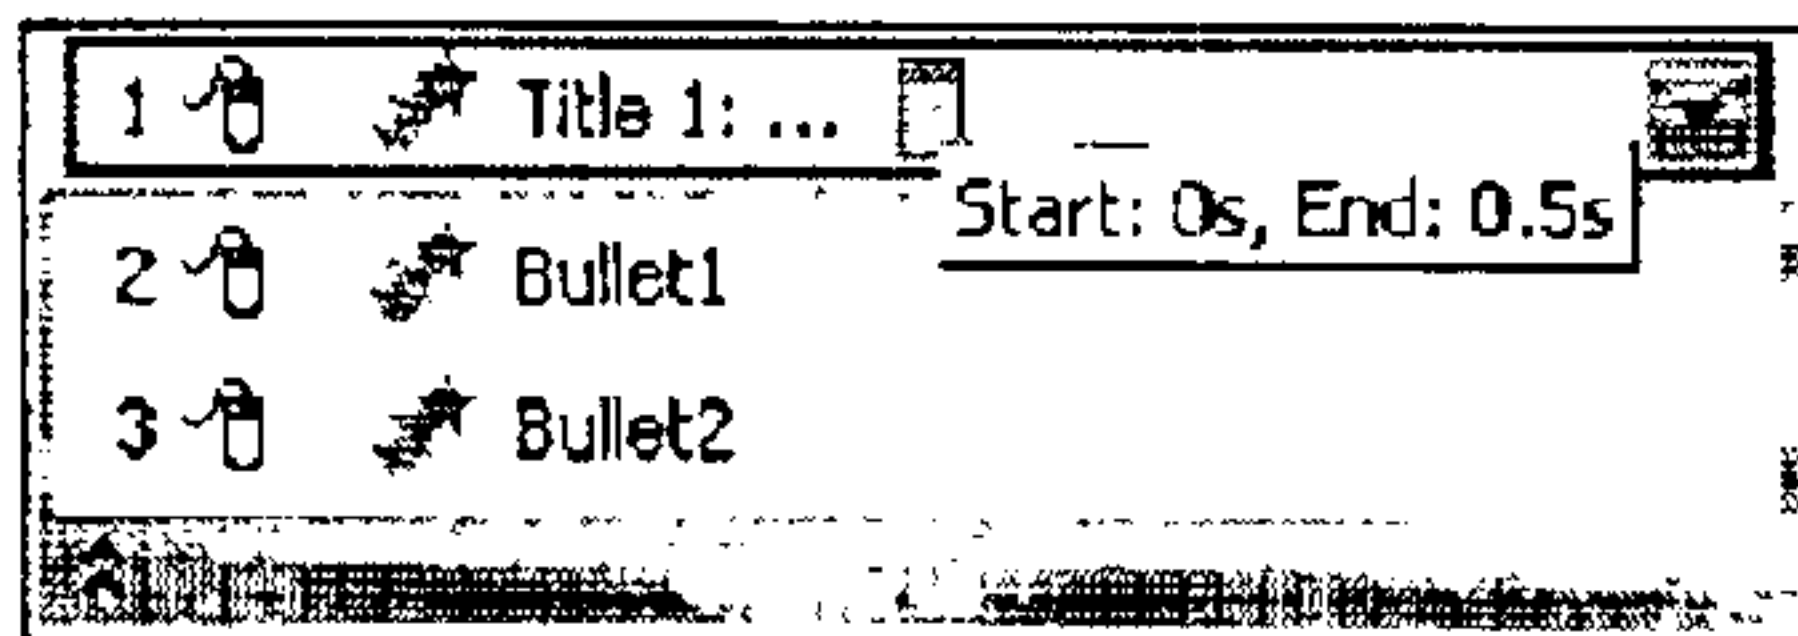 1 Title 1: ...
Start: 0s, End: 0.5s
2 Bullet1
3 Bullet2